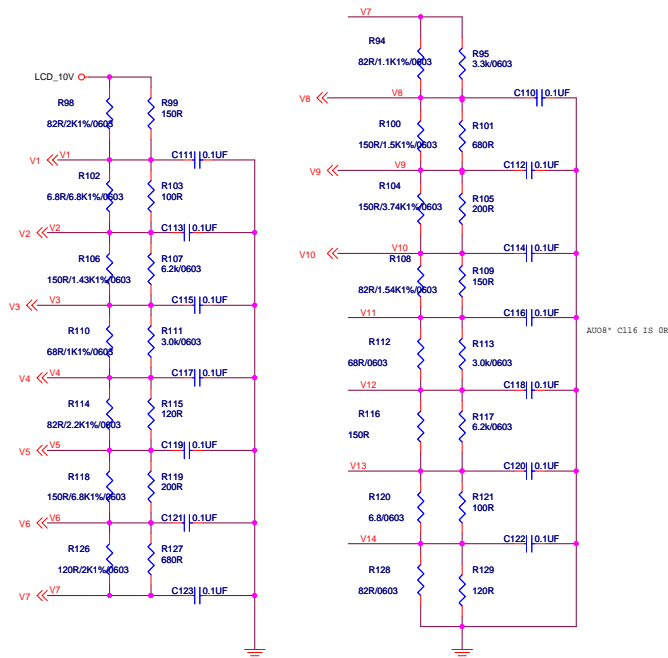 LCD_10V
R98
82R/2K1%/0603
R99
150R
V1
V1
C111
0.1UF
R102
6.8R/6.8K1%/0603
R103
100R
V2
V2
C113
0.1UF
R106
150R/1.43K1%/0603
R107
6.2k/0603
V3
V3
C115
0.1UF
R110
68R/1K1%/0603
R111
3.0k/0603
V4
V4
C117
0.1UF
R114
82R/2.2K1%/0603
R115
120R
V5
V5
C119
0.1UF
R118
150R/6.8K1%/0603
R119
200R
V6
V6
C121
0.1UF
R126
120R/2K1%/0603
R127
680R
V7
V7
C123
0.1UF
V7
R94
82R/1.1K1%/0603
R95
3.3k/0603
V8
V8
C110
0.1UF
R100
150R/1.5K1%/0603
R101
680R
V9
V9
C112
0.1UF
R104
150R/3.74K1%/0603
R105
200R
V10
V10
C114
0.1UF
R108
82R/1.54K1%/0603
R109
150R
V11
C116
0.1UF
AUO8" C116 IS 0R
R112
68R/0603
R113
3.0k/0603
V12
C118
0.1UF
R116
150R
R117
6.2k/0603
V13
C120
0.1UF
R120
6.8/0603
R121
100R
V14
C122
0.1UF
R128
82R/0603
R129
120R